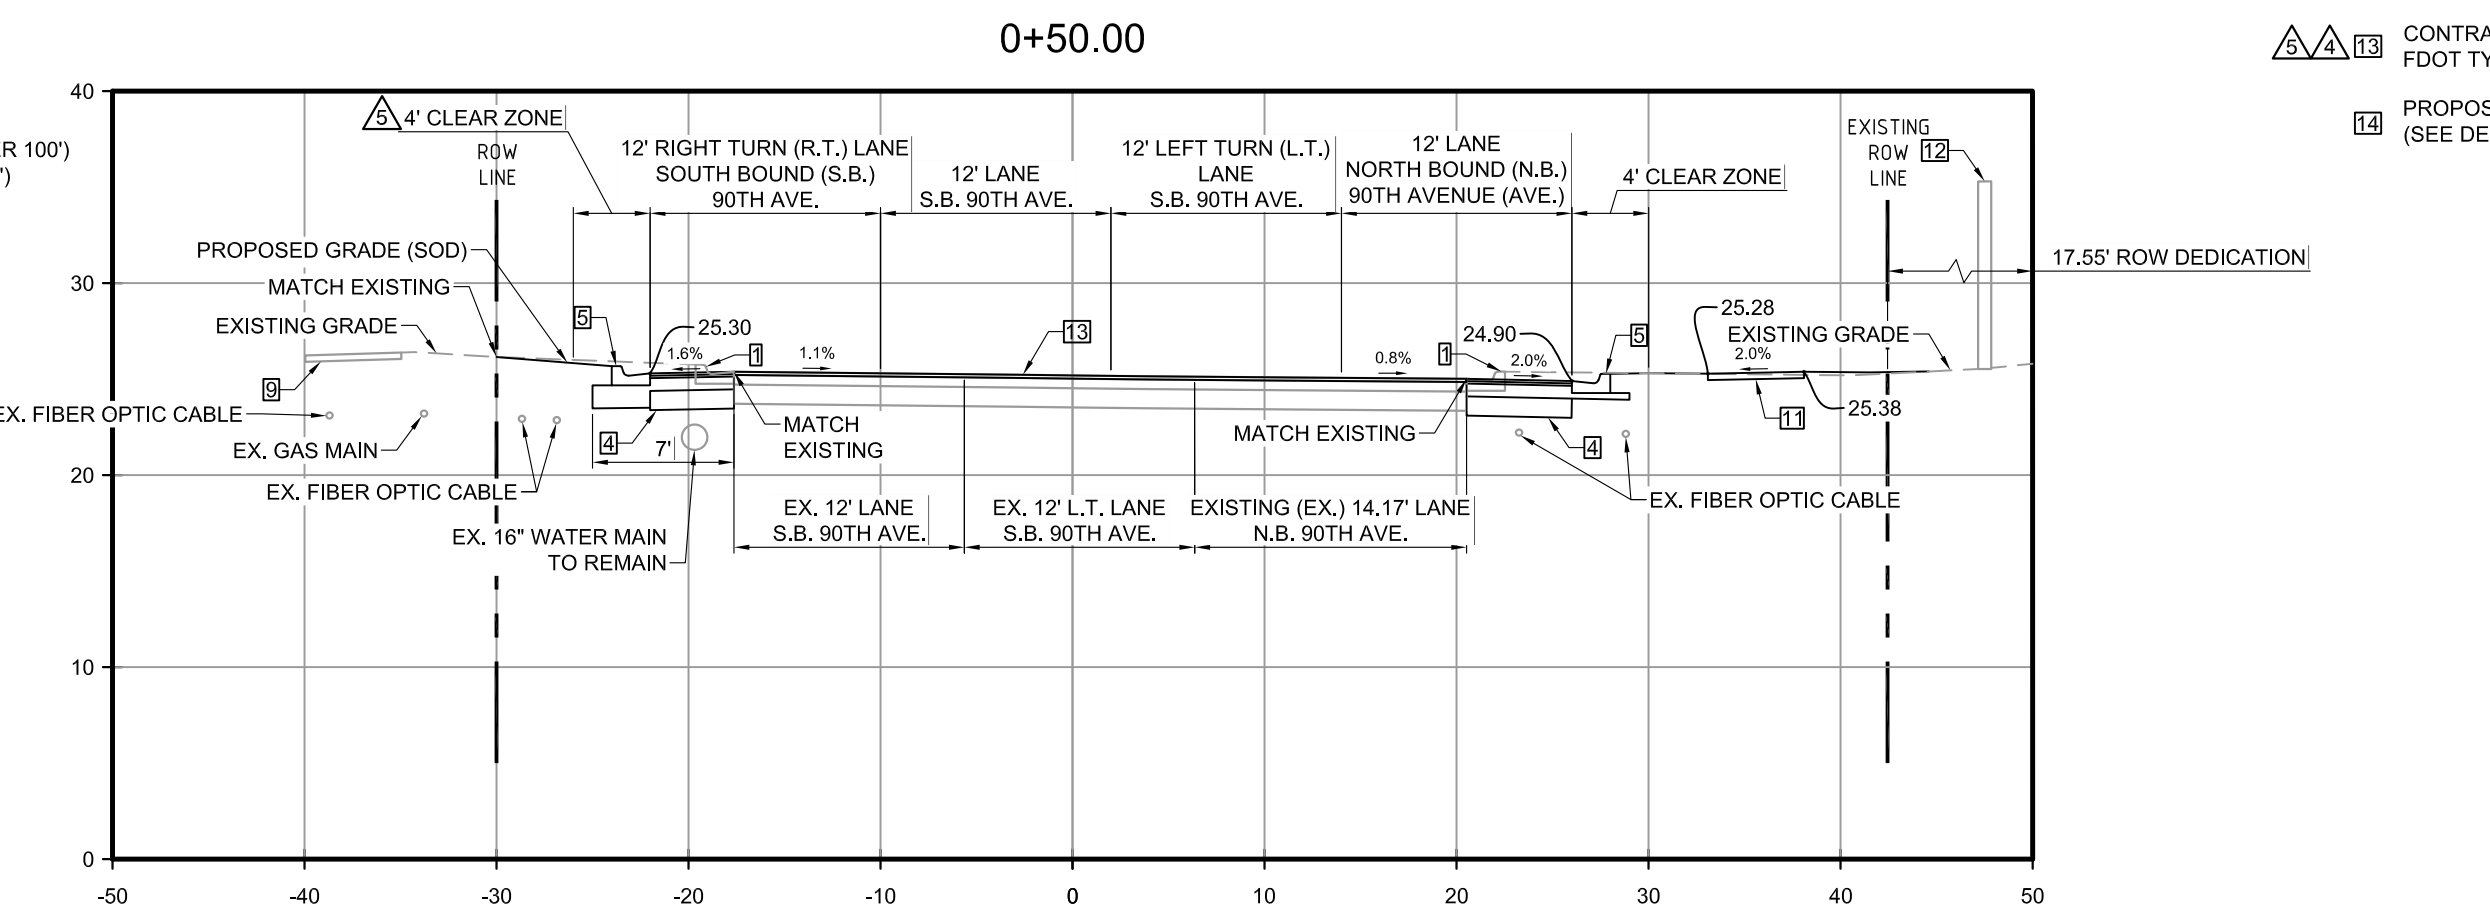 0+50.00
5 4 13
CONTRA
FDOT TY
14
PROPOS
(SEE DE
ER 100')
')
40
30
20
10
0
5 4' CLEAR ZONE
ROW
LINE
12' RIGHT TURN (R.T.) LANE
SOUTH BOUND (S.B.)
90TH AVE.
12' LANE
S.B. 90TH AVE.
12' LEFT TURN (L.T.)
LANE
S.B. 90TH AVE.
12' LANE
NORTH BOUND (N.B.)
90TH AVENUE (AVE.)
4' CLEAR ZONE
EXISTING
ROW
LINE
12
17.55' ROW DEDICATION
PROPOSED GRADE (SOD)
MATCH EXISTING
EXISTING GRADE
5
25.30
1.6%
1
1.1%
13
0.8%
24.90
1
2.0%
5
25.28
EXISTING GRADE
2.0%
9
EX. FIBER OPTIC CABLE
EX. GAS MAIN
EX. FIBER OPTIC CABLE
4
7'
MATCH
EXISTING
MATCH EXISTING
4
11
25.38
EX. FIBER OPTIC CABLE
EX. 16" WATER MAIN
TO REMAIN
EX. 12' LANE
S.B. 90TH AVE.
EX. 12' L.T. LANE
S.B. 90TH AVE.
EXISTING (EX.) 14.17' LANE
N.B. 90TH AVE.
-50
-40
-30
-20
-10
0
10
20
30
40
50